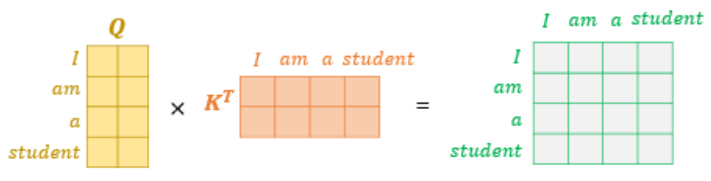 Q
I
am
a
student
×
K^T
I am a student
=
I am a student
I
am
a
student